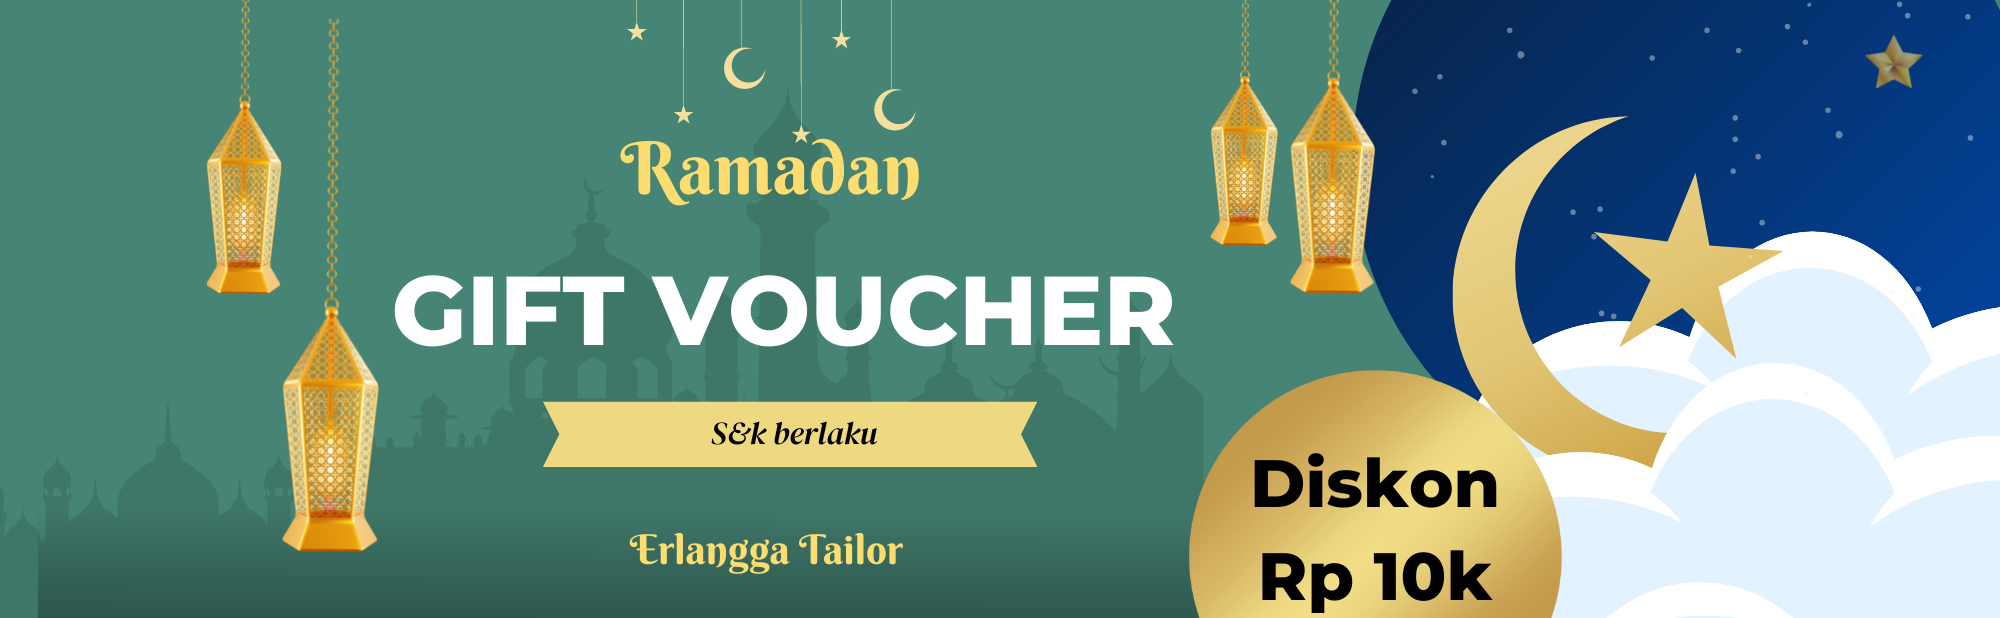 Ramadan
GIFT VOUCHER
S&k berlaku
Erlangga Tailor
Diskon
Rp 10k